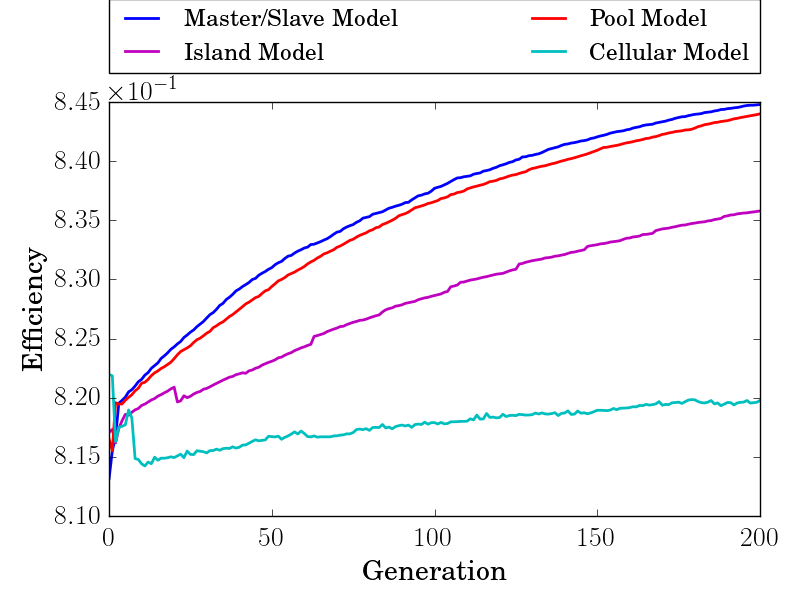 Master/Slave Model Pool Model
Island Model Cellular Model
×10⁻¹
8.45
8.40
8.35
8.30
8.25
8.20
8.15
8.10
Efficiency
0 50 100 150 200
Generation